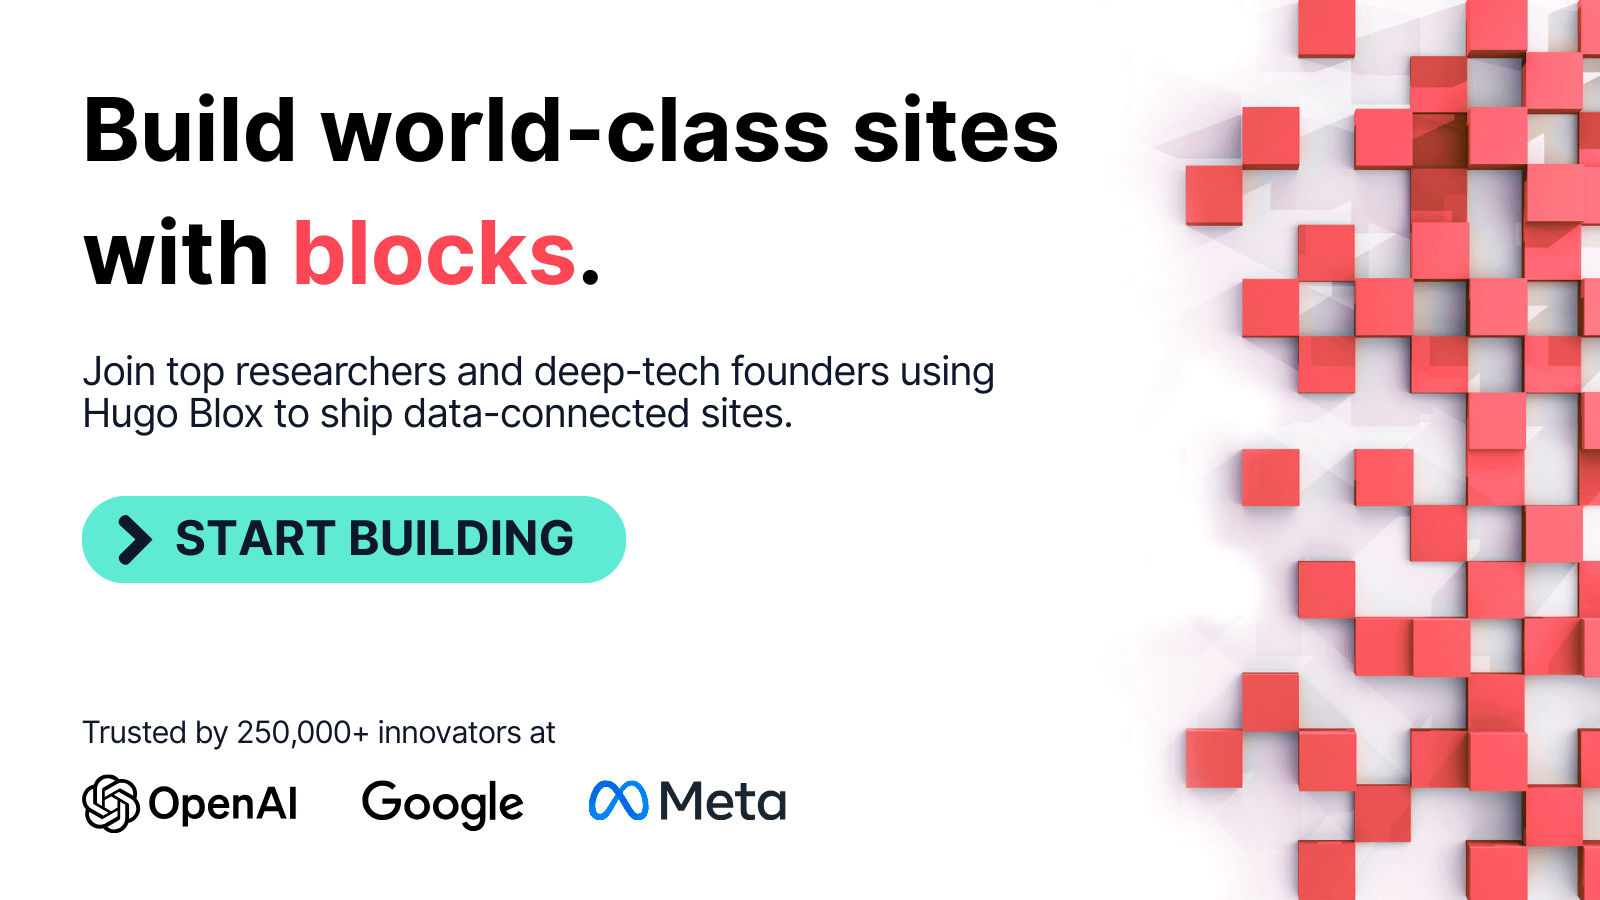 Build world-class sites
with blocks.
Join top researchers and deep-tech founders using
Hugo Blox to ship data-connected sites.
START BUILDING
Trusted by 250,000+ innovators at
OpenAI Google Meta